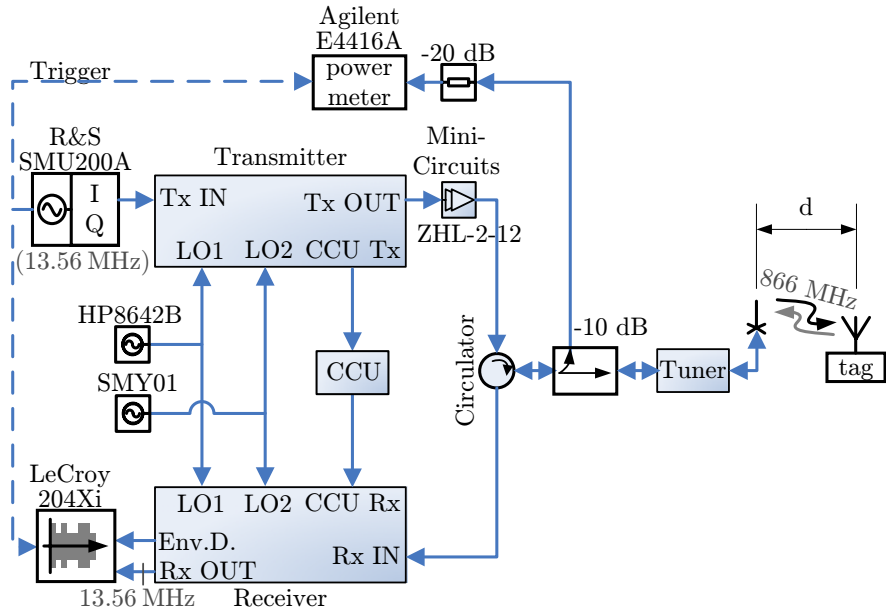 Agilent
E4416A
power
meter
-20 dB
Trigger
R&S
SMU200A
I
Q
(13.56 MHz)
Transmitter
Tx IN
Tx OUT
LO1 LO2 CCU Tx
Mini-
Circuits
ZHL-2-12
d
866 MHz
tag
HP8642B
SMY01
CCU
Circulator
-10 dB
Tuner
LeCroy
204Xi
LO1 LO2 CCU Rx
Env.D.
Rx IN
Rx OUT
13.56 MHz
Receiver